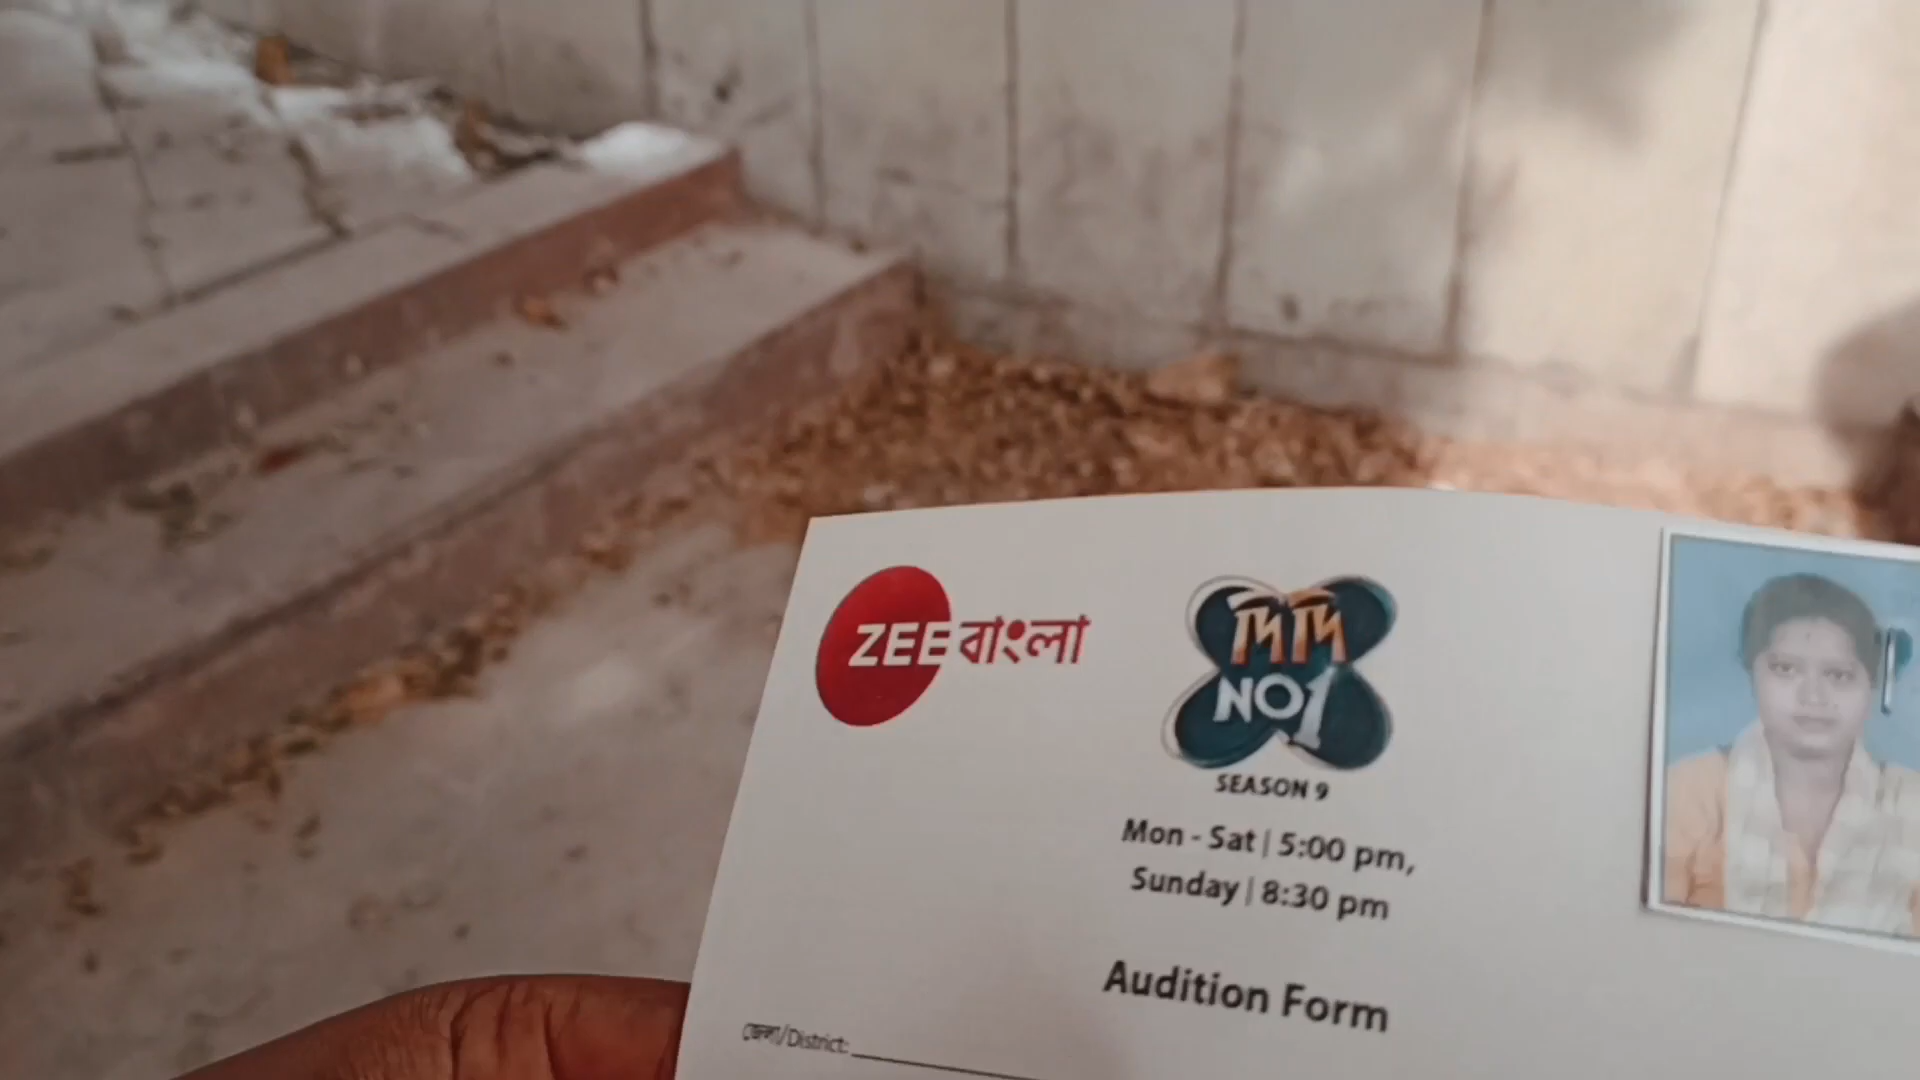 ZEE বাংলা
দিদি
NO1
SEASON 9
Mon - Sat | 5:00 pm,
Sunday | 8:30 pm
Audition Form
জেলা/District: